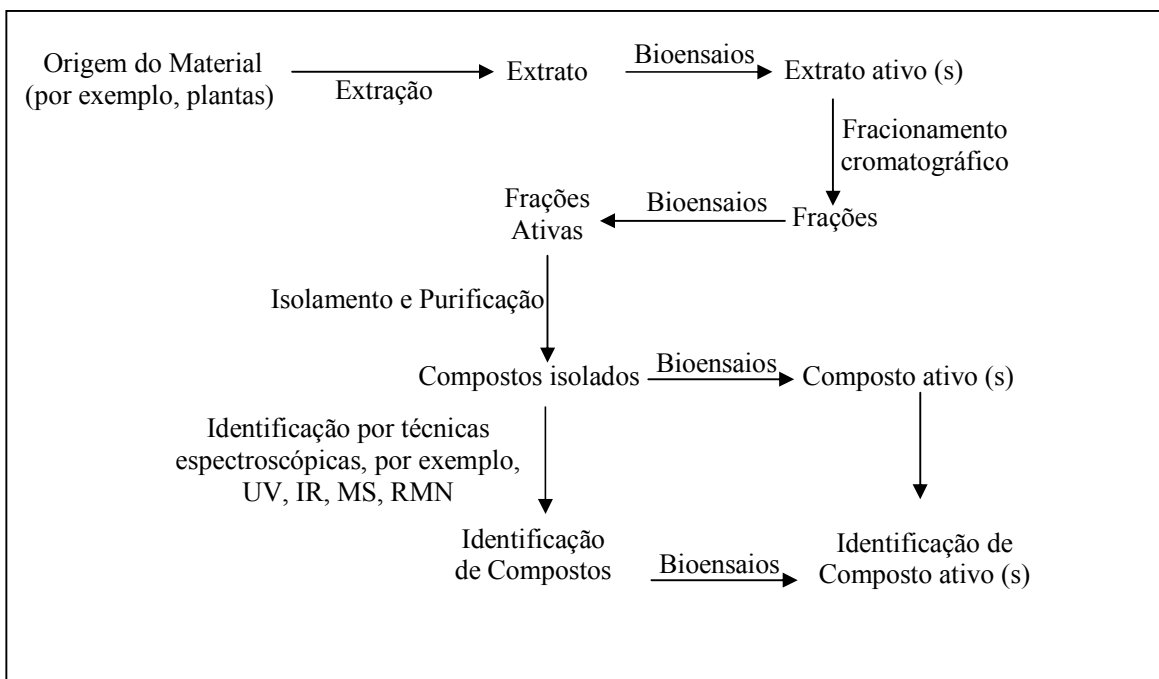 Origem do Material
(por exemplo, plantas)
Extração
Extrato
Bioensaios
Extrato ativo (s)
Fracionamento
cromatográfico
Frações
Bioensaios
Frações
Ativas
Isolamento e Purificação
Compostos isolados
Bioensaios
Composto ativo (s)
Identificação por técnicas
espectroscópicas, por exemplo,
UV, IR, MS, RMN
Identificação
de Compostos
Bioensaios
Identificação de
Composto ativo (s)